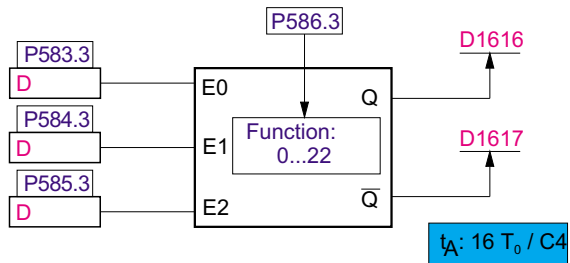 P586.3
D1616
P583.3
D
E0
Q
P584.3
D
E1
Function:
0...22
D1617
P585.3
D
E2
Q̅
tA: 16 T0 / C4